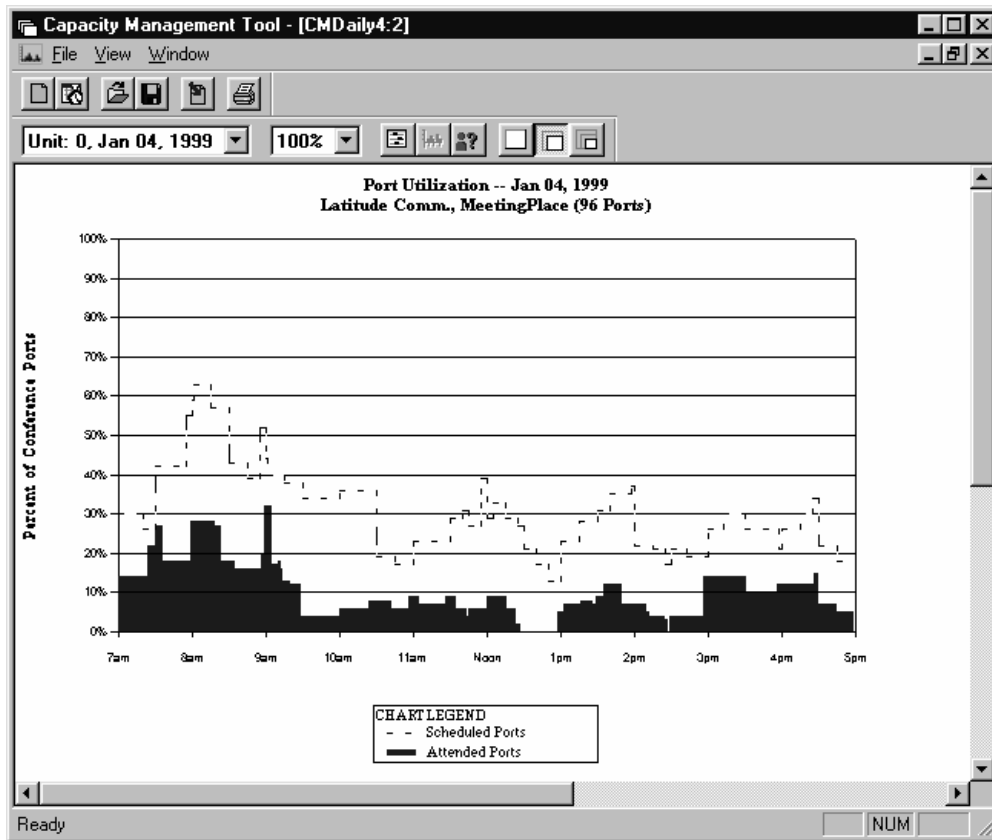 Capacity Management Tool - [CMDaily4:2]
File View Window
Unit: 0, Jan 04, 1999 100%
Port Utilization -- Jan 04, 1999
Latitude Comm., MeetingPlace (96 Ports)
Percent of Conference Ports
100%
90%
80%
70%
60%
50%
40%
30%
20%
10%
0%
7am 8am 9am 10am 11am Noon 1pm 2pm 3pm 4pm 5pm
CHART LEGEND
Scheduled Ports
Attended Ports
Ready NUM